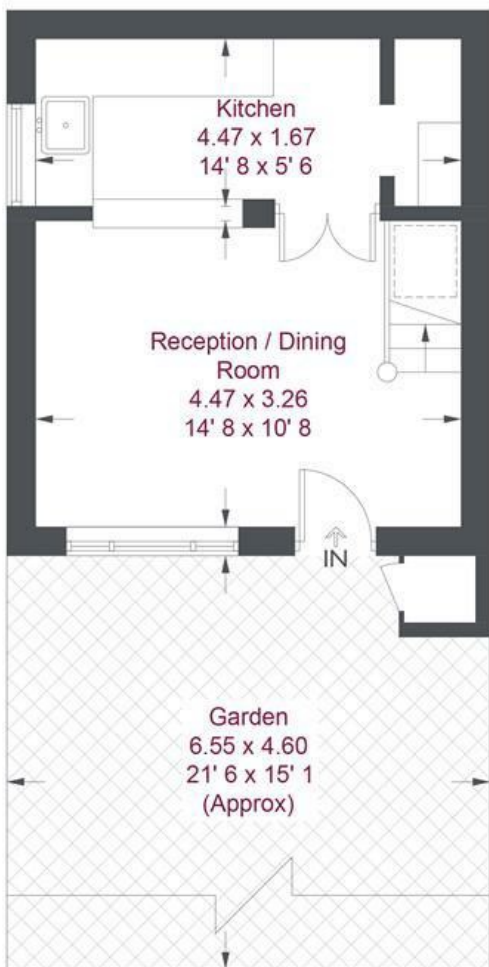 Kitchen
4.47 x 1.67
14' 8 x 5' 6
Reception / Dining
Room
4.47 x 3.26
14' 8 x 10' 8
IN
Garden
6.55 x 4.60
21' 6 x 15' 1
(Approx)